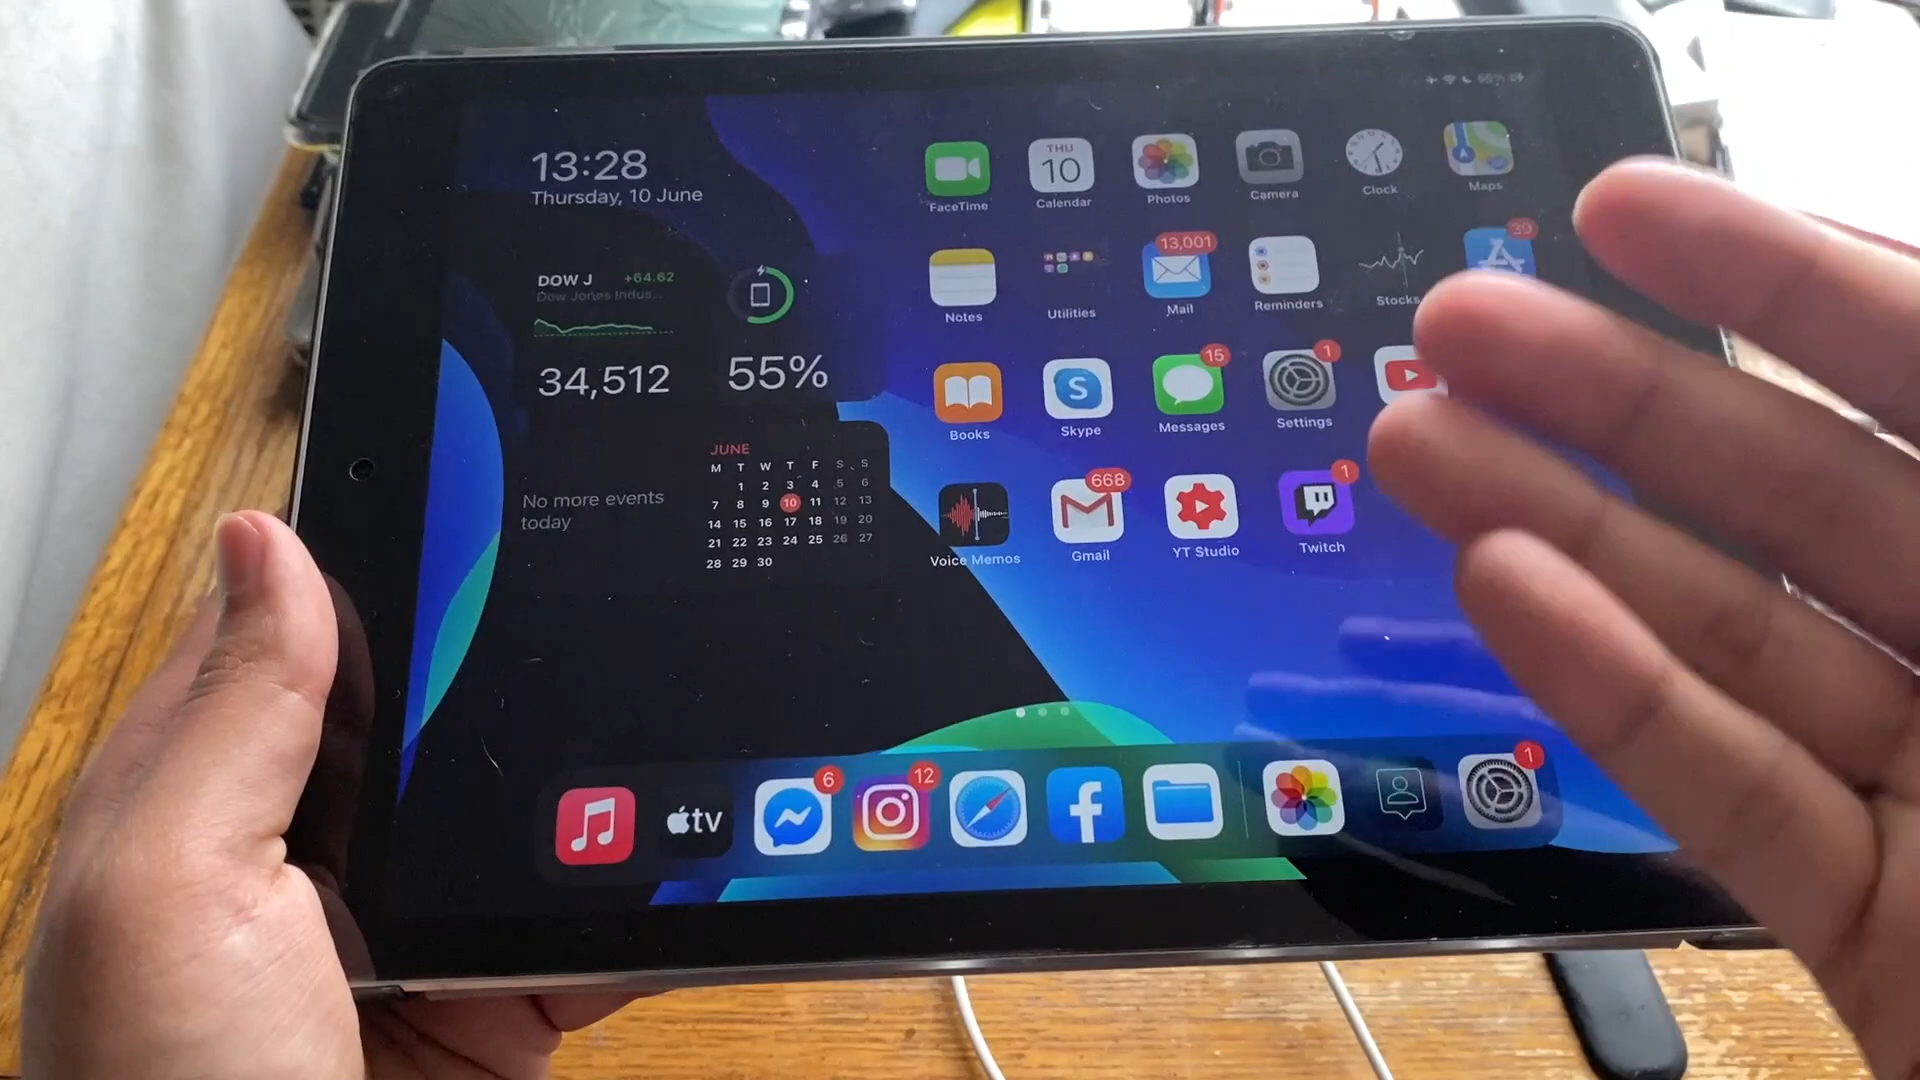 55%
13:28
Thursday, 10 June
DOW J +64.62
Dow Jones Indus...
34,512
55%
No more events
today
JUNE
M T W T F S S
1 2 3 4 5 6
7 8 9 10 11 12 13
14 15 16 17 18 19 20
21 22 23 24 25 26 27
28 29 30
FaceTime
THU
10
Calendar
Photos
Camera
Clock
Maps
Notes
Utilities
13,001
Mail
Reminders
Stocks
39
Books
S
Skype
15
Messages
1
Settings
Voice Memos
668
Gmail
YT Studio
1
Twitch
tv
6
12
f
1